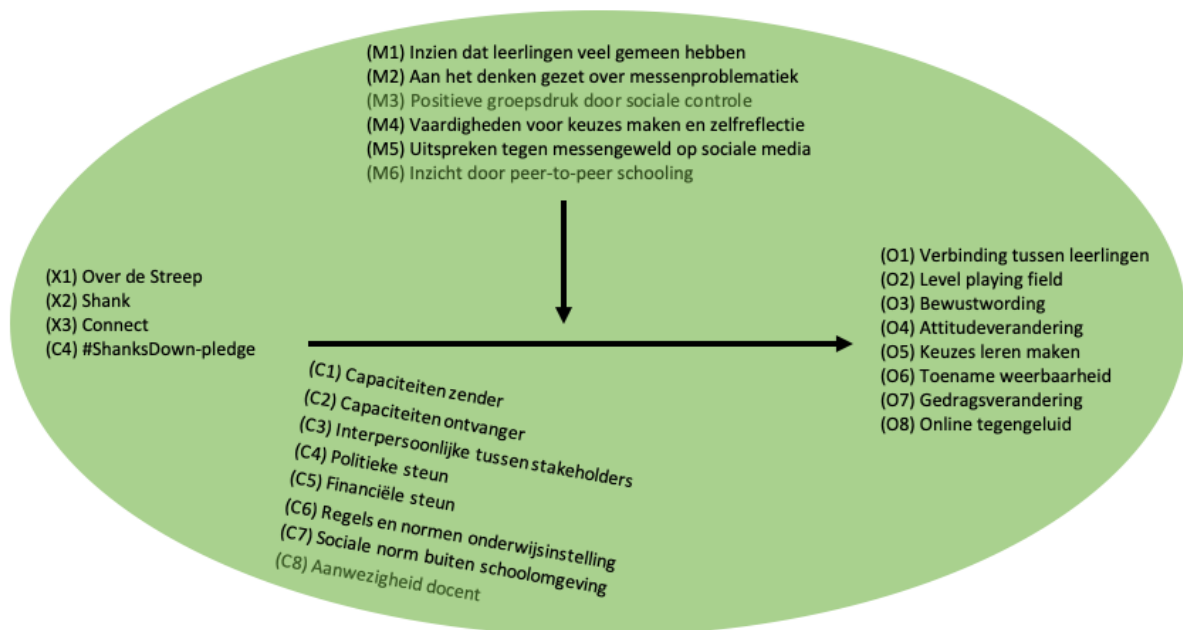 (M1) Inzien dat leerlingen veel gemeen hebben
(M2) Aan het denken gezet over messenproblematiek
(M3) Positieve groepsdruk door sociale controle
(M4) Vaardigheden voor keuzes maken en zelfreflectie
(M5) Uitspreken tegen messengeweld op sociale media
(M6) Inzicht door peer-to-peer schooling
(X1) Over de Streep
(X2) Shank
(X3) Connect
(C4) #ShanksDown-pledge
(C1) Capaciteiten zender
(C2) Capaciteiten ontvanger
(C3) Interpersoonlijke tussen stakeholders
(C4) Politieke steun
(C5) Financiële steun
(C6) Regels en normen onderwijsinstelling
(C7) Sociale norm buiten schoolomgeving
(C8) Aanwezigheid docent
(O1) Verbinding tussen leerlingen
(O2) Level playing field
(O3) Bewustwording
(O4) Attitudeverandering
(O5) Keuzes leren maken
(O6) Toename weerbaarheid
(O7) Gedragsverandering
(O8) Online tegengeluid